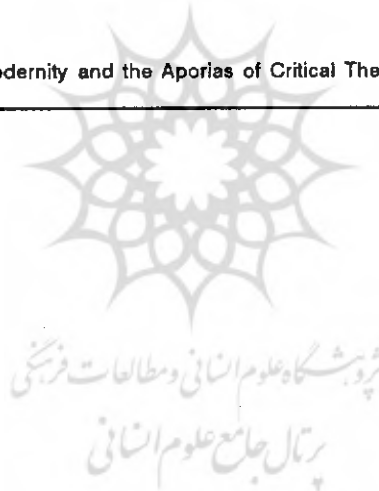 odernity and the Aporias of Critical The
پژوهشگاه علوم انسانی و مطالعات فرهنگی
پرتال جامع علوم انسانی